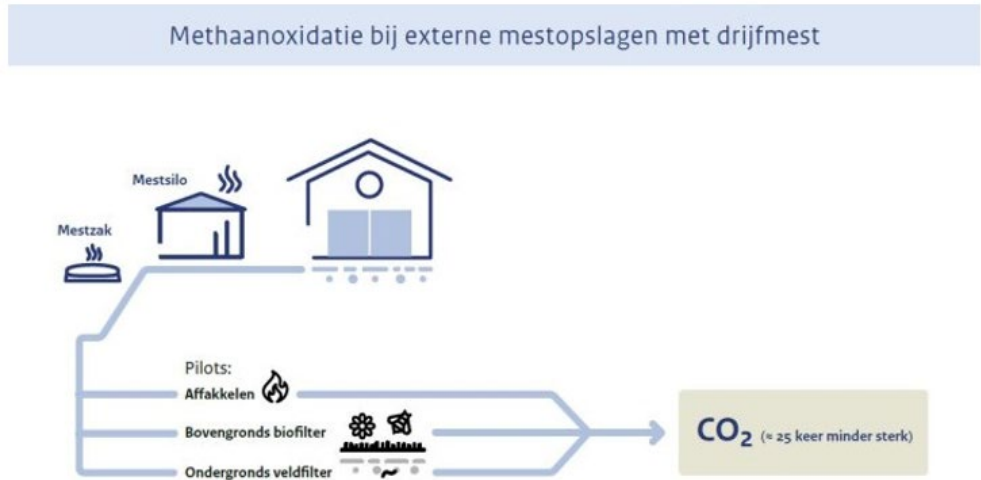 Methaanoxidatie bij externe mestopslagen met drijfmest
Mestsilo
Mestzak
Pilots:
Affakkelen
Bovengronds biofilter
Ondergronds veldfilter
CO₂ (≈ 25 keer minder sterk)